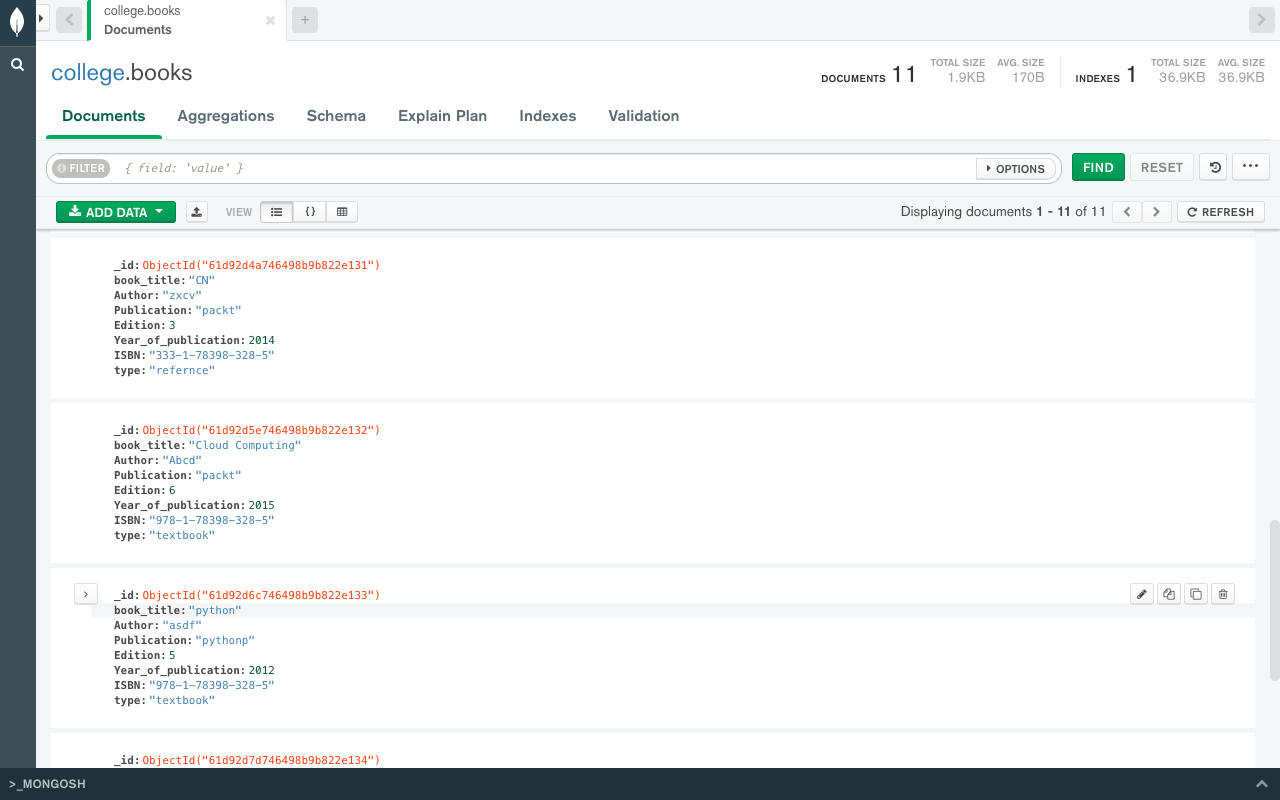 college.books
Documents
college.books
DOCUMENTS 11 TOTAL SIZE 1.9KB AVG. SIZE 170B INDEXES 1 TOTAL SIZE 36.9KB AVG. SIZE 36.9KB
Documents Aggregations Schema Explain Plan Indexes Validation
FILTER { field: 'value' } OPTIONS FIND RESET
ADD DATA VIEW {} Displaying documents 1 - 11 of 11 REFRESH
_id: ObjectId("61d92d4a746498b9b822e131")
book_title: "CN"
Author: "zxcv"
Publication: "packt"
Edition: 3
Year_of_publication: 2014
ISBN: "333-1-78398-328-5"
type: "refernce"
_id: ObjectId("61d92d5e746498b9b822e132")
book_title: "Cloud Computing"
Author: "Abcd"
Publication: "packt"
Edition: 6
Year_of_publication: 2015
ISBN: "978-1-78398-328-5"
type: "textbook"
_id: ObjectId("61d92d6c746498b9b822e133")
book_title: "python"
Author: "asdf"
Publication: "pythonp"
Edition: 5
Year_of_publication: 2012
ISBN: "978-1-78398-328-5"
type: "textbook"
_id: ObjectId("61d92d7d746498b9b822e134")
>_MONGOSH